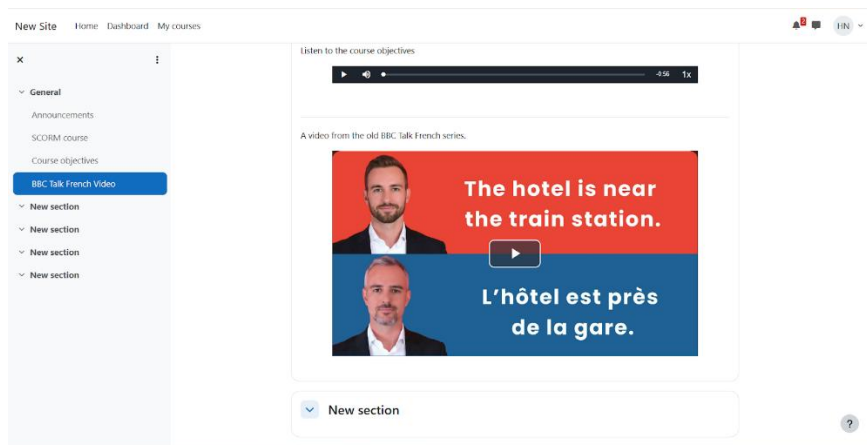 New Site Home Dashboard My courses 2 HN
General
Announcements
SCORM course
Course objectives
BBC Talk French Video
New section
New section
New section
New section
Listen to the course objectives
-0:56 1x
A video from the old BBC Talk French series.
The hotel is near
the train station.
L'hôtel est près
de la gare.
New section
?